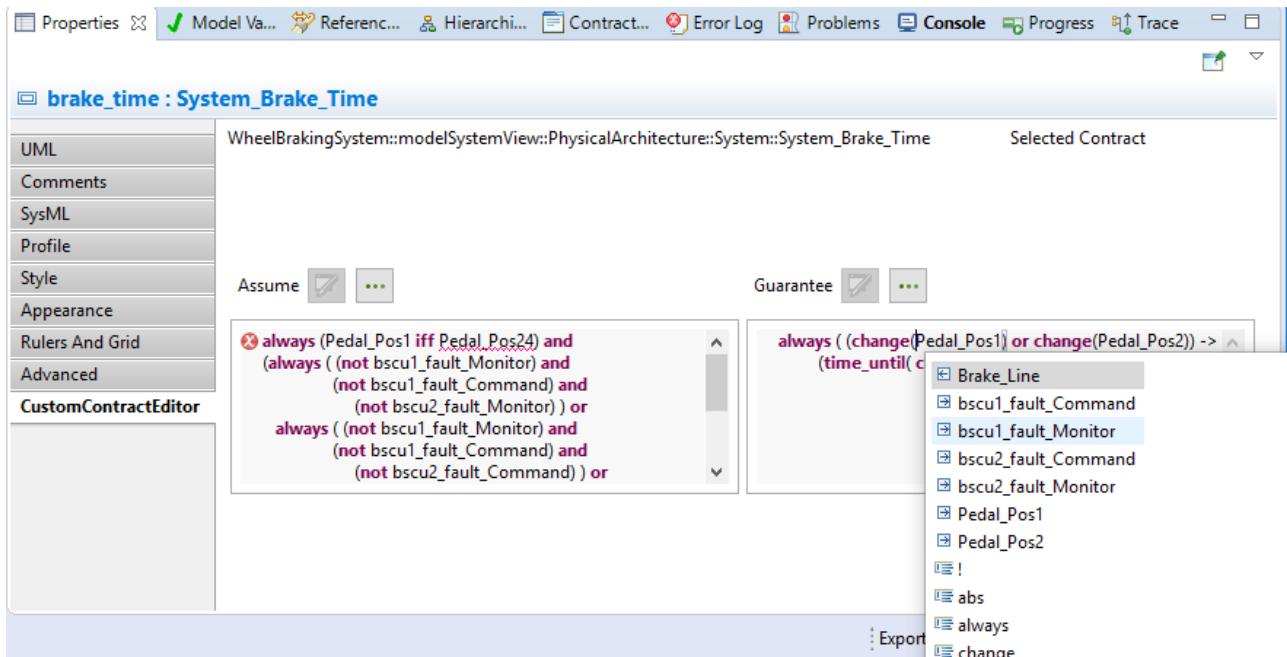 Properties Model Va... Referenc... Hierarchi... Contract... Error Log Problems Console Progress Trace
brake_time : System_Brake_Time
UML
Comments
SysML
Profile
Style
Appearance
Rulers And Grid
Advanced
CustomContractEditor
WheelBrakingSystem::modelSystemView::PhysicalArchitecture::System::System_Brake_Time Selected Contract
Assume ...
always (Pedal_Pos1 iff Pedal_Pos24) and
(always ( (not bscu1_fault_Monitor) and
(not bscu1_fault_Command) and
(not bscu2_fault_Monitor) ) or
always ( (not bscu1_fault_Monitor) and
(not bscu1_fault_Command) and
(not bscu2_fault_Command) ) or
Guarantee ...
always ( (change(Pedal_Pos1) or change(Pedal_Pos2)) ->
(time_until( c
Brake_Line
bscu1_fault_Command
bscu1_fault_Monitor
bscu2_fault_Command
bscu2_fault_Monitor
Pedal_Pos1
Pedal_Pos2
!
abs
always
change
Export